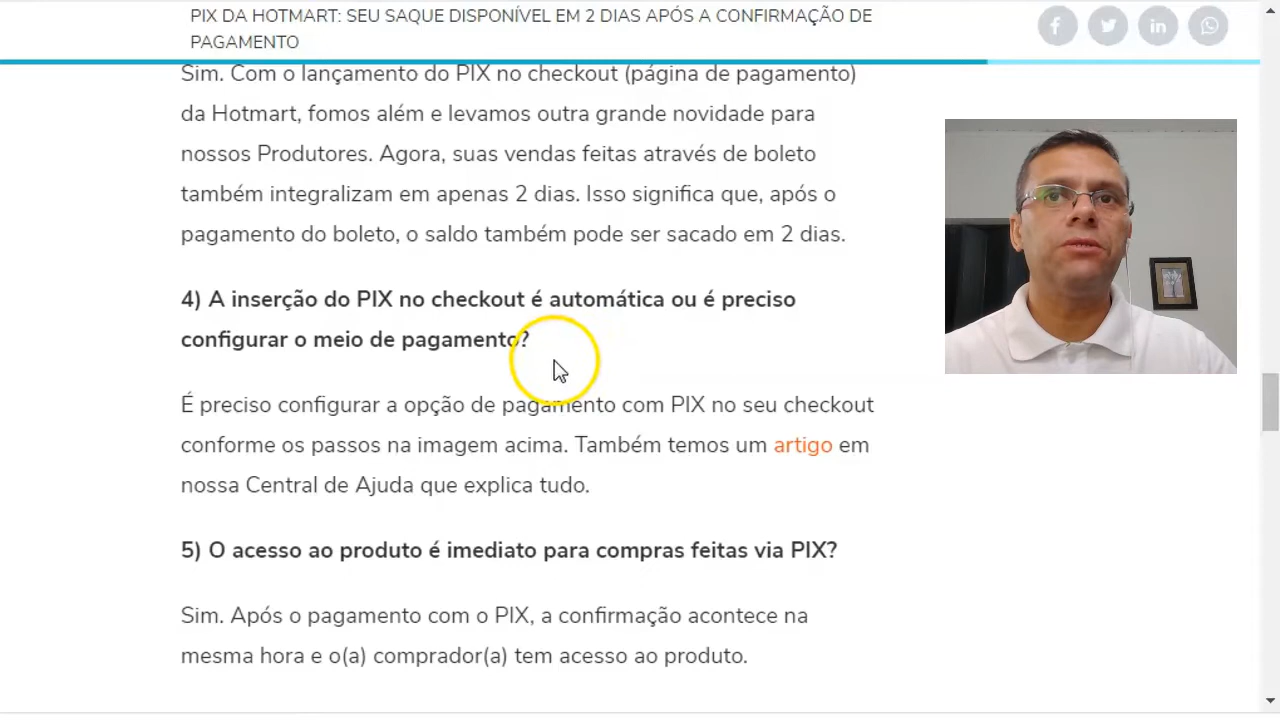 PIX DA HOTMART: SEU SAQUE DISPONÍVEL EM 2 DIAS APÓS A CONFIRMAÇÃO DE
PAGAMENTO
Sim. Com o lançamento do PIX no checkout (página de pagamento)
da Hotmart, fomos além e levamos outra grande novidade para
nossos Produtores. Agora, suas vendas feitas através de boleto
também integralizam em apenas 2 dias. Isso significa que, após o
pagamento do boleto, o saldo também pode ser sacado em 2 dias.
4) A inserção do PIX no checkout é automática ou é preciso
configurar o meio de pagamento?
É preciso configurar a opção de pagamento com PIX no seu checkout
conforme os passos na imagem acima. Também temos um artigo em
nossa Central de Ajuda que explica tudo.
5) O acesso ao produto é imediato para compras feitas via PIX?
Sim. Após o pagamento com o PIX, a confirmação acontece na
mesma hora e o(a) comprador(a) tem acesso ao produto.